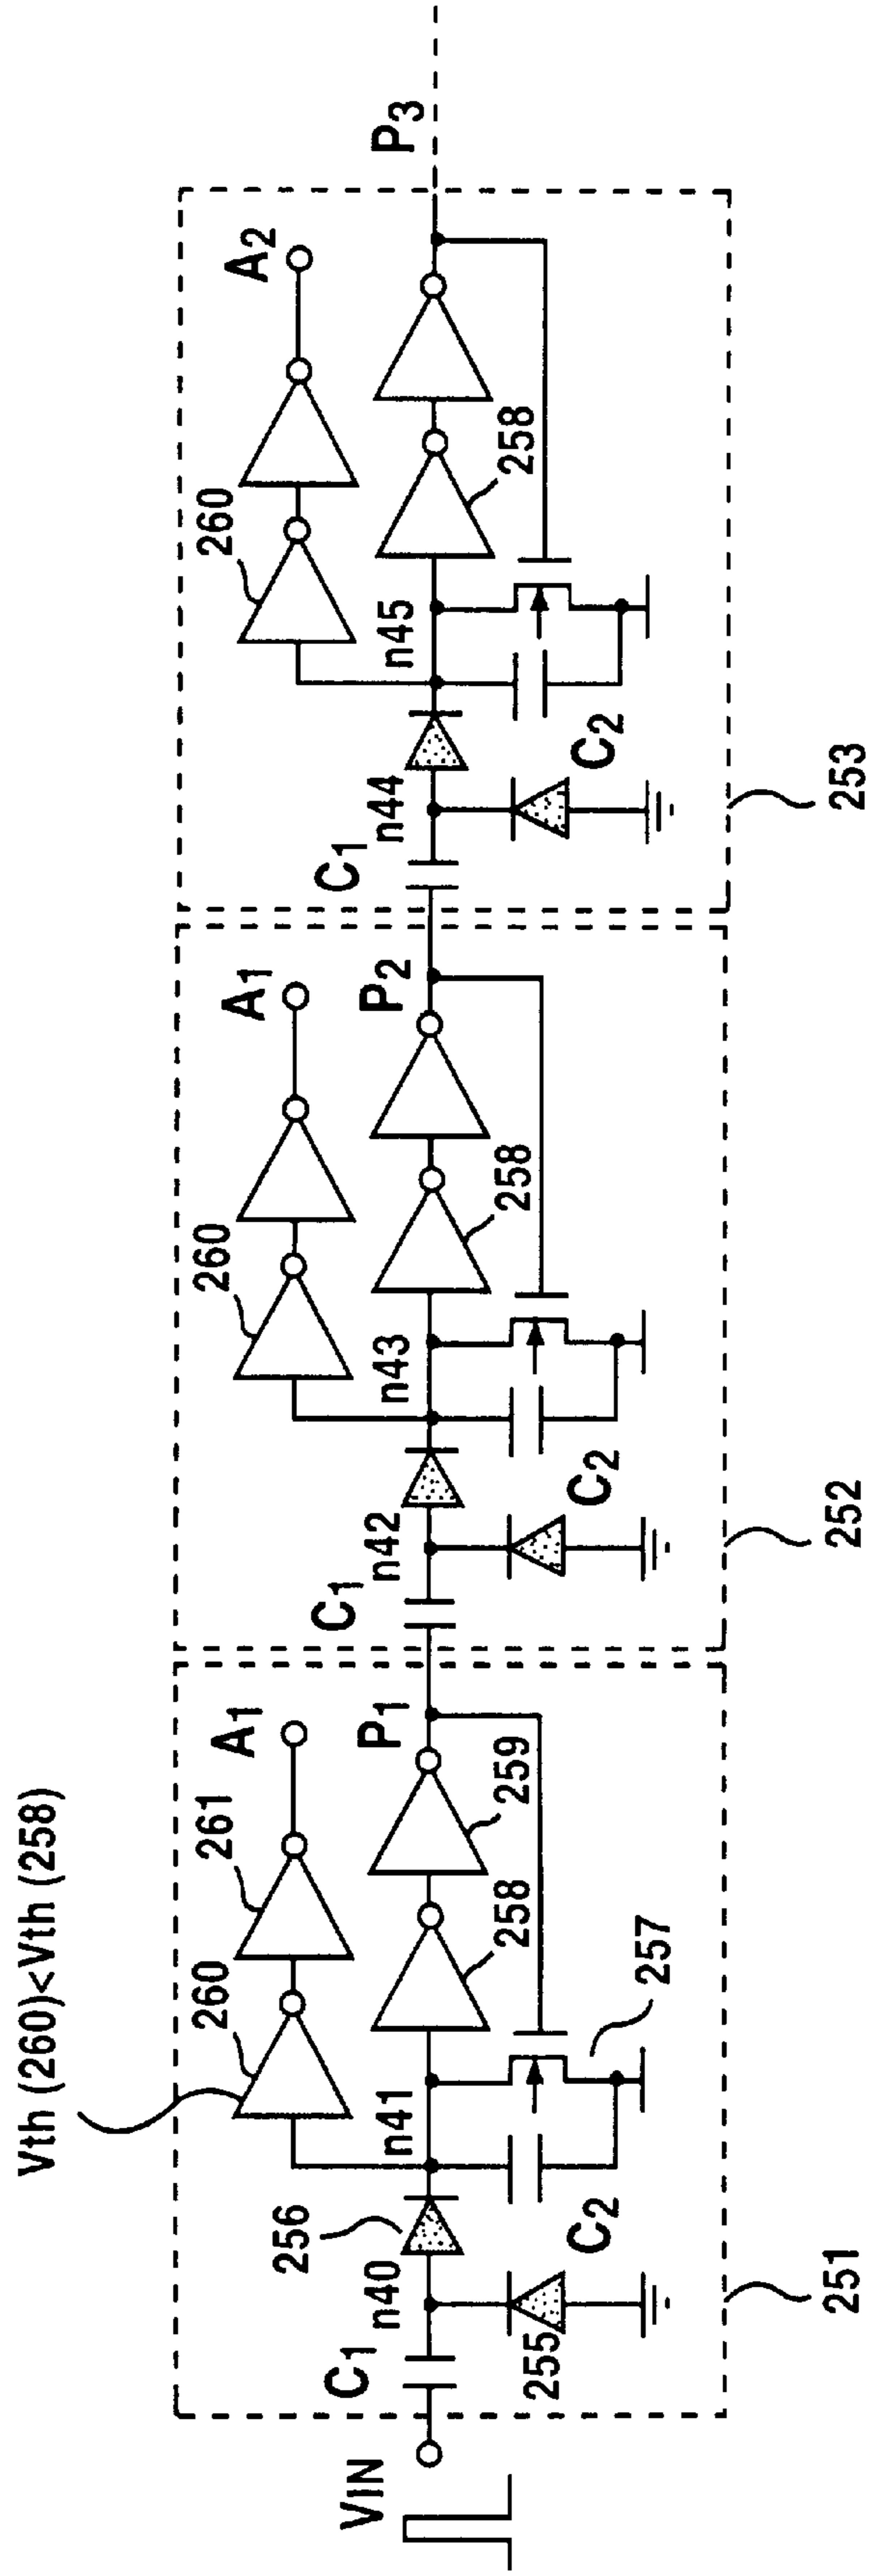 Vth (260)<Vth (258)
VIN
C1
n40
255
256
n41
C2
260
261
A1
258
259
P1
257
251
C1
n42
n43
C2
260
A1
258
P2
252
C1
n44
n45
C2
260
A2
258
P3
253